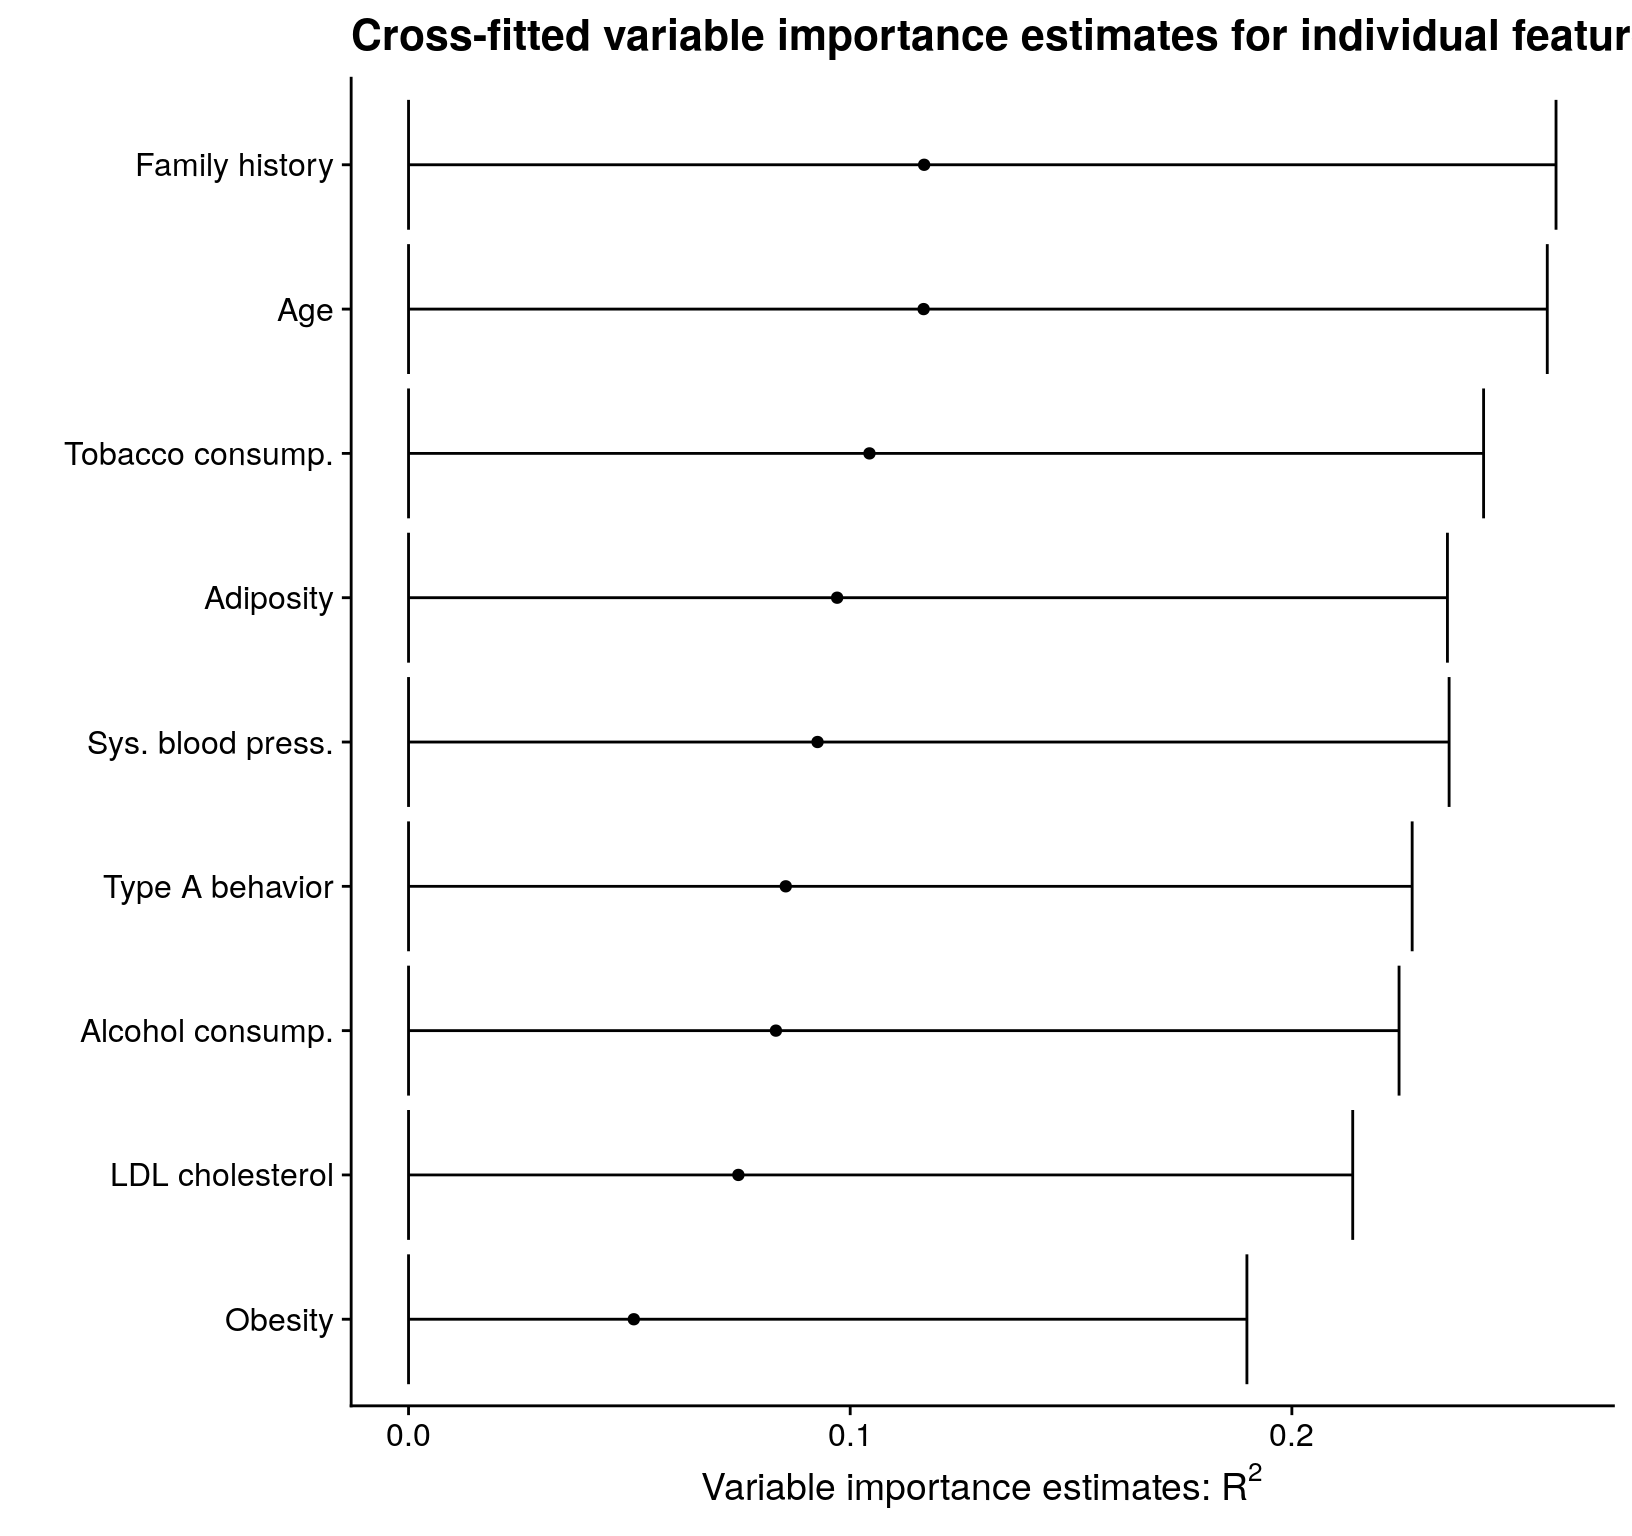 Cross-fitted variable importance estimates for individual featur
Family history
Age
Tobacco consump.
Adiposity
Sys. blood press.
Type A behavior
Alcohol consump.
LDL cholesterol
Obesity
0.0 0.1 0.2
Variable importance estimates: R²